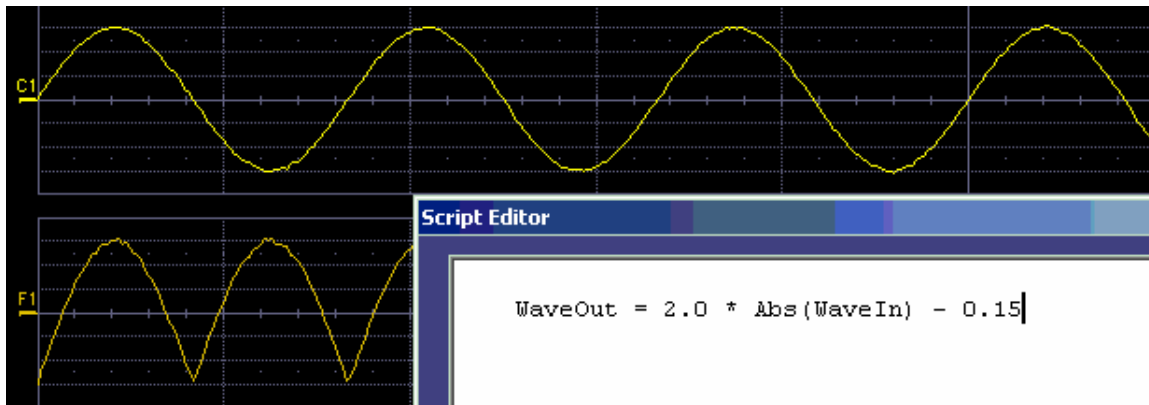 C1
Script Editor
F1
WaveOut = 2.0 * Abs(WaveIn) - 0.15